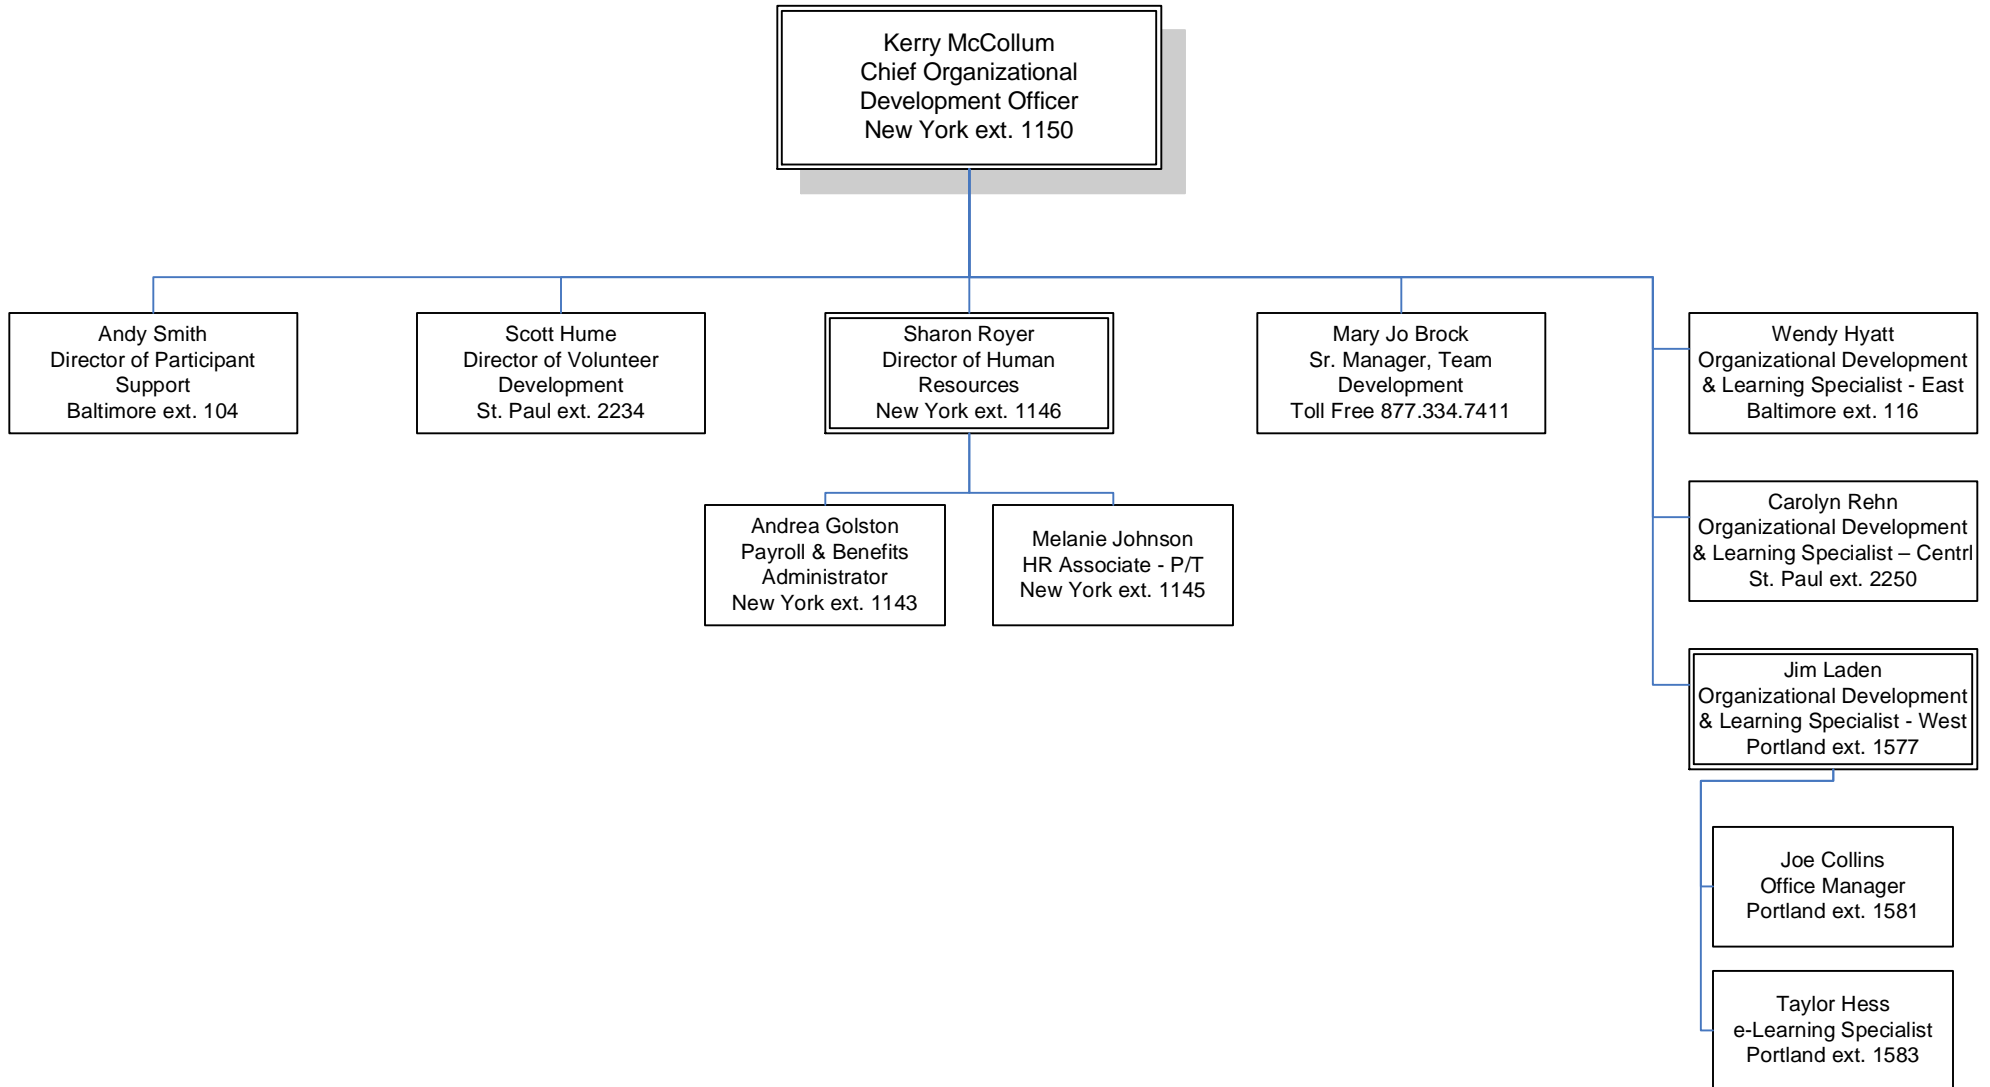 Kerry McCollum
Chief Organizational
Development Officer
New York ext. 1150
Andy Smith
Director of Participant
Support
Baltimore ext. 104
Scott Hume
Director of Volunteer
Development
St. Paul ext. 2234
Sharon Royer
Director of Human
Resources
New York ext. 1146
Mary Jo Brock
Sr. Manager, Team
Development
Toll Free 877.334.7411
Wendy Hyatt
Organizational Development
& Learning Specialist - East
Baltimore ext. 116
Andrea Golston
Payroll & Benefits
Administrator
New York ext. 1143
Melanie Johnson
HR Associate - P/T
New York ext. 1145
Carolyn Rehn
Organizational Development
& Learning Specialist – Centrl
St. Paul ext. 2250
Jim Laden
Organizational Development
& Learning Specialist - West
Portland ext. 1577
Joe Collins
Office Manager
Portland ext. 1581
Taylor Hess
e-Learning Specialist
Portland ext. 1583